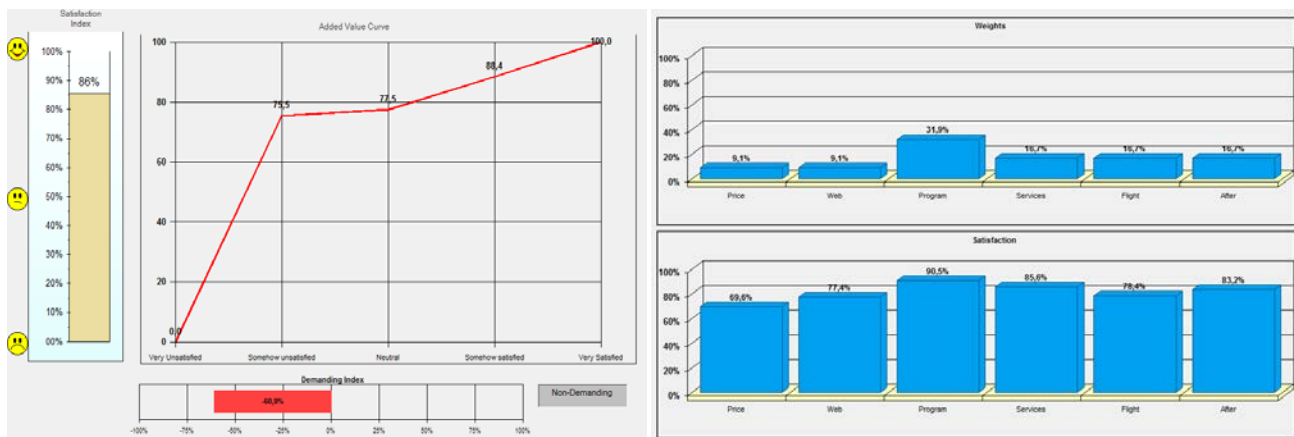 Satisfaction
Index
100%
90%
86%
80%
70%
60%
50%
40%
30%
20%
10%
00%
Added Value Curve
100
80
60
40
20
0
0,0
75,5
77,5
88,4
100,0
Very Unsatisfied
Somehow unsatisfied
Neutral
Somehow satisfied
Very Satisfied
Demanding Index
-60,9%
-100%
-75%
-50%
-25%
0%
25%
50%
75%
100%
Non-Demanding
Weights
100%
80%
60%
40%
20%
0%
9,1%
9,1%
31,9%
16,7%
16,7%
16,7%
Price
Web
Program
Services
Flight
After
Satisfaction
100%
80%
60%
40%
20%
0%
69,6%
77,4%
90,5%
85,6%
78,4%
83,2%
Price
Web
Program
Services
Flight
After